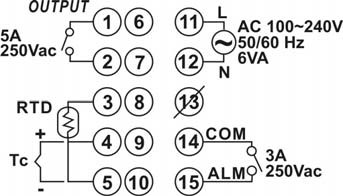 OUTPUT
5A
250Vac
1 6
2 7
RTD
3 8
+
Tc
4 9
-
5 10
11 L
AC 100~240V
50/60 Hz
6VA
12 N
13
14 COM
3A
250Vac
15 ALM